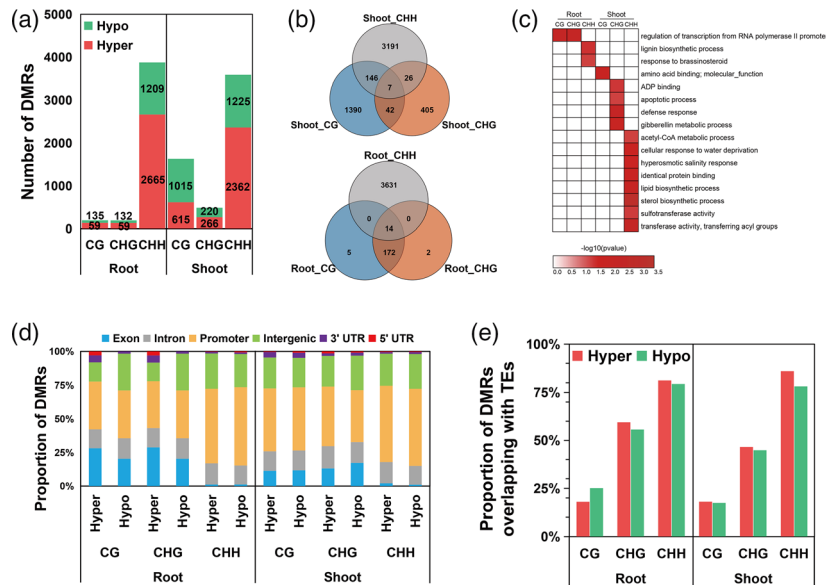 (a)
Hypo
Hyper
Number of DMRs
5000
4000
3000
2000
1000
0
135
59
132
59
1209
2665
1015
615
220
266
1225
2362
CG CHG CHH CG CHG CHH
Root Shoot
(b)
Shoot_CHH
3191
146 26
7
1390 42 405
Shoot_CG Shoot_CHG
Root_CHH
3631
0 0
14
5 172 2
Root_CG Root_CHG
(c)
Root Shoot
CG CHG CHH CG CHG CHH
regulation of transcription from RNA polymerase II promote
lignin biosynthetic process
response to brassinosteroid
amino acid binding; molecular_function
ADP binding
apoptotic process
defense response
gibberellin metabolic process
acetyl-CoA metabolic process
cellular response to water deprivation
hyperosmotic salinity response
identical protein binding
lipid biosynthetic process
sterol biosynthetic process
sulfotransferase activity
transferase activity, transferring acyl groups
-log10(pvalue)
0.0 0.5 1.0 1.5 2.0 2.5 3.0 3.5
(d)
Exon Intron Promoter Intergenic 3' UTR 5' UTR
Proportion of DMRs
100%
75%
50%
25%
0%
Hyper Hypo Hyper Hypo Hyper Hypo Hyper Hypo Hyper Hypo Hyper Hypo
CG CHG CHH CG CHG CHH
Root Shoot
(e)
Hyper Hypo
Proportion of DMRs
overlapping with TEs
100%
75%
50%
25%
0%
CG CHG CHH CG CHG CHH
Root Shoot